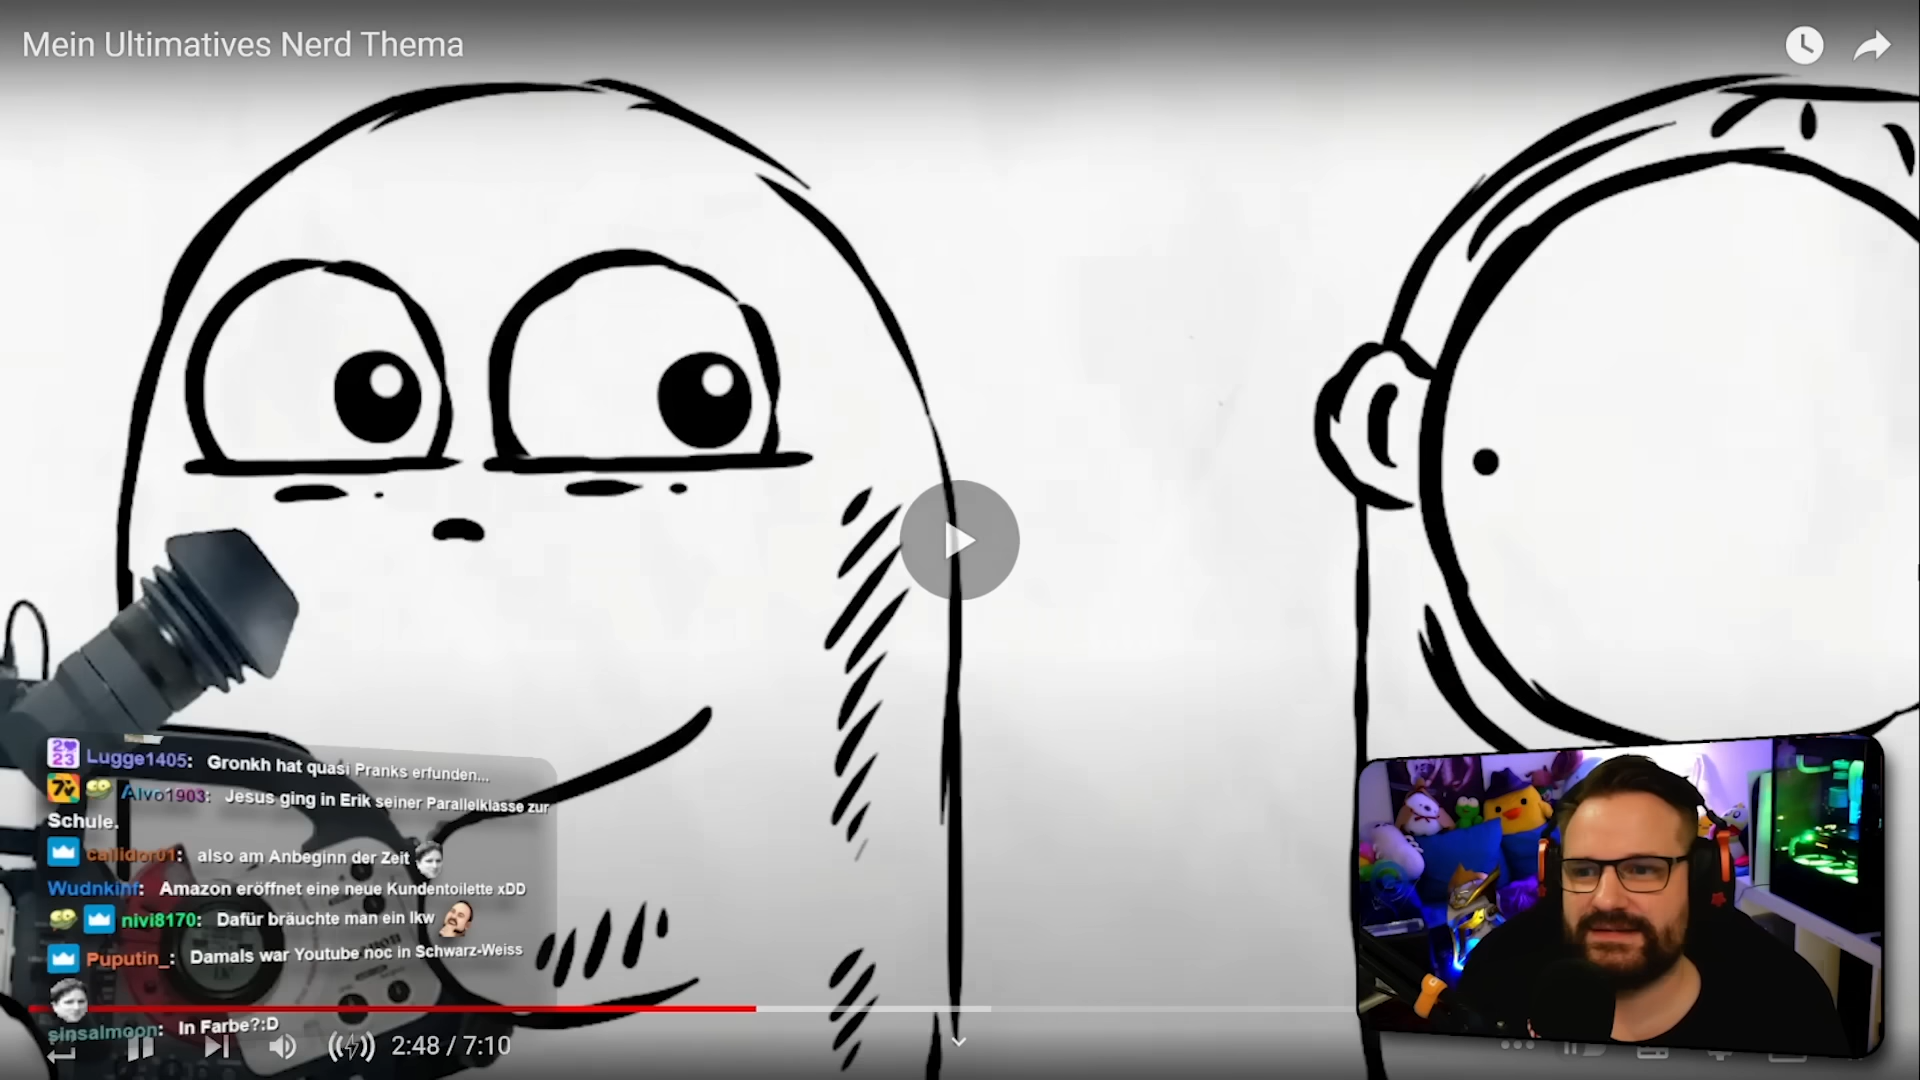 Mein Ultimatives Nerd Thema
Lugge1405: Gronkh hat quasi Pranks erfunden...
Alvo1903: Jesus ging in Erik seiner Parallelklasse zur
Schule.
callidor01: also am Anbeginn der Zeit
Wudnkinf: Amazon eröffnet eine neue Kundentoilette xDD
nivi8170: Dafür bräuchte man ein lkw
Puputin_: Damals war Youtube noc in Schwarz-Weiss
sinsalmoon: In Farbe?:D
2:48 / 7:10